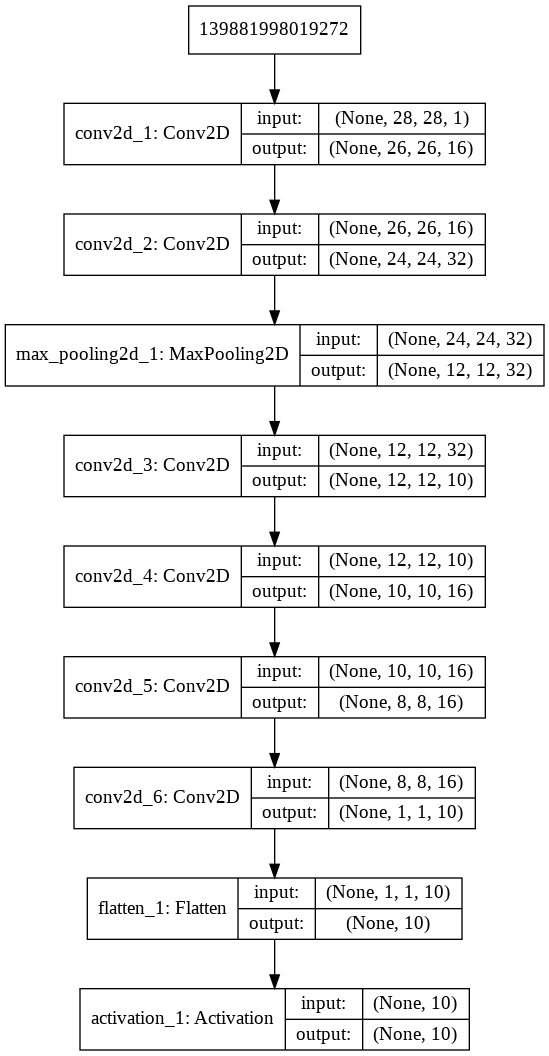 139881998019272
conv2d_1: Conv2D
input:
(None, 28, 28, 1)
output:
(None, 26, 26, 16)
conv2d_2: Conv2D
input:
(None, 26, 26, 16)
output:
(None, 24, 24, 32)
max_pooling2d_1: MaxPooling2D
input:
(None, 24, 24, 32)
output:
(None, 12, 12, 32)
conv2d_3: Conv2D
input:
(None, 12, 12, 32)
output:
(None, 12, 12, 10)
conv2d_4: Conv2D
input:
(None, 12, 12, 10)
output:
(None, 10, 10, 16)
conv2d_5: Conv2D
input:
(None, 10, 10, 16)
output:
(None, 8, 8, 16)
conv2d_6: Conv2D
input:
(None, 8, 8, 16)
output:
(None, 1, 1, 10)
flatten_1: Flatten
input:
(None, 1, 1, 10)
output:
(None, 10)
activation_1: Activation
input:
(None, 10)
output:
(None, 10)